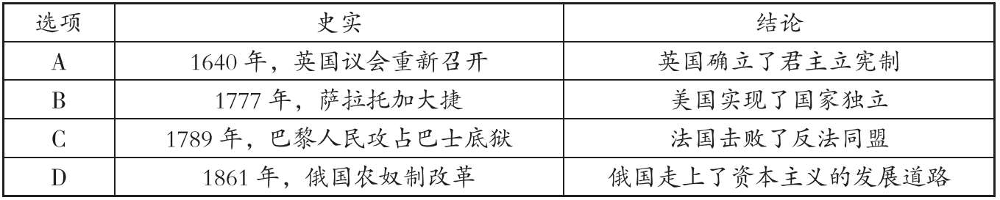 选项 史实 结论
A 1640 年，英国议会重新召开 英国确立了君主立宪制
B 1777 年，萨拉托加大捷 美国实现了国家独立
C 1789 年，巴黎人民攻占巴士底狱 法国击败了反法同盟
D 1861 年，俄国农奴制改革 俄国走上了资本主义的发展道路